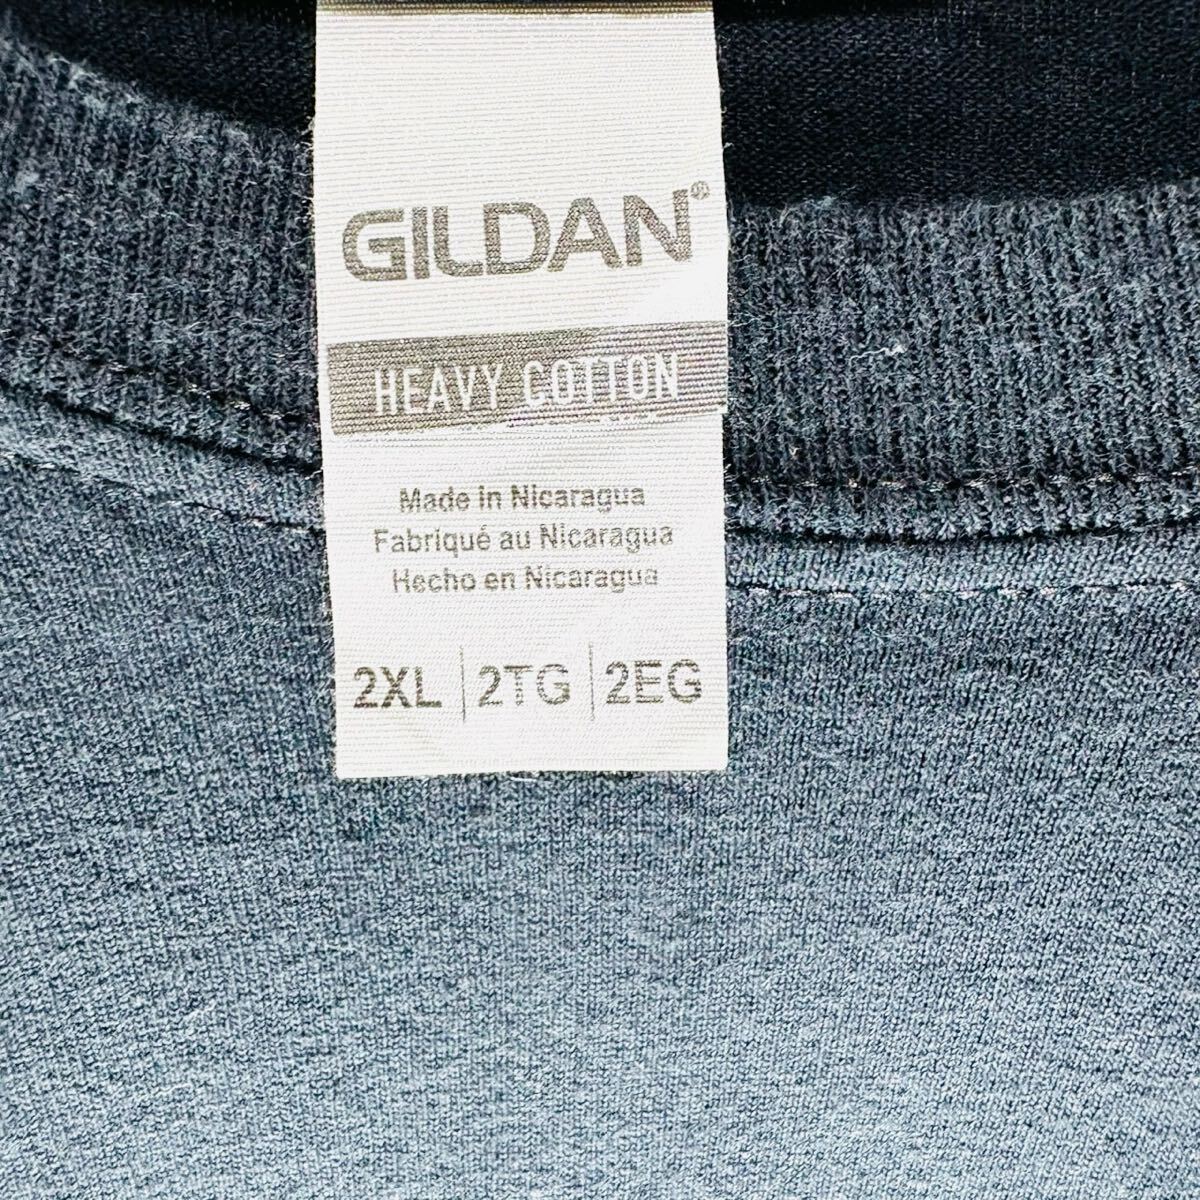 GILDAN®
HEAVY COTTON
Made in Nicaragua
Fabriqué au Nicaragua
Hecho en Nicaragua
2XL | 2TG | 2EG